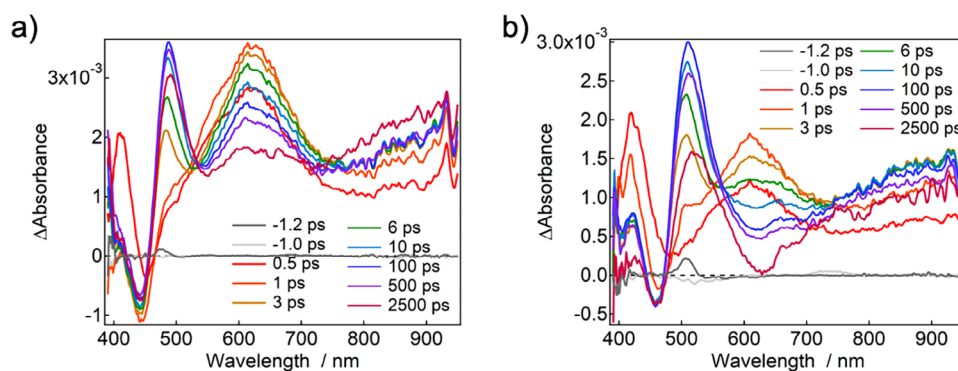 a)
3x10⁻³
2
1
0
-1
ΔAbsorbance
400 500 600 700 800 900
Wavelength / nm
-1.2 ps
-1.0 ps
0.5 ps
1 ps
3 ps
6 ps
10 ps
100 ps
500 ps
2500 ps
b)
3.0x10⁻³
2.5
2.0
1.5
1.0
0.5
0.0
-0.5
ΔAbsorbance
400 500 600 700 800 900
Wavelength / nm
-1.2 ps
-1.0 ps
0.5 ps
1 ps
3 ps
6 ps
10 ps
100 ps
500 ps
2500 ps